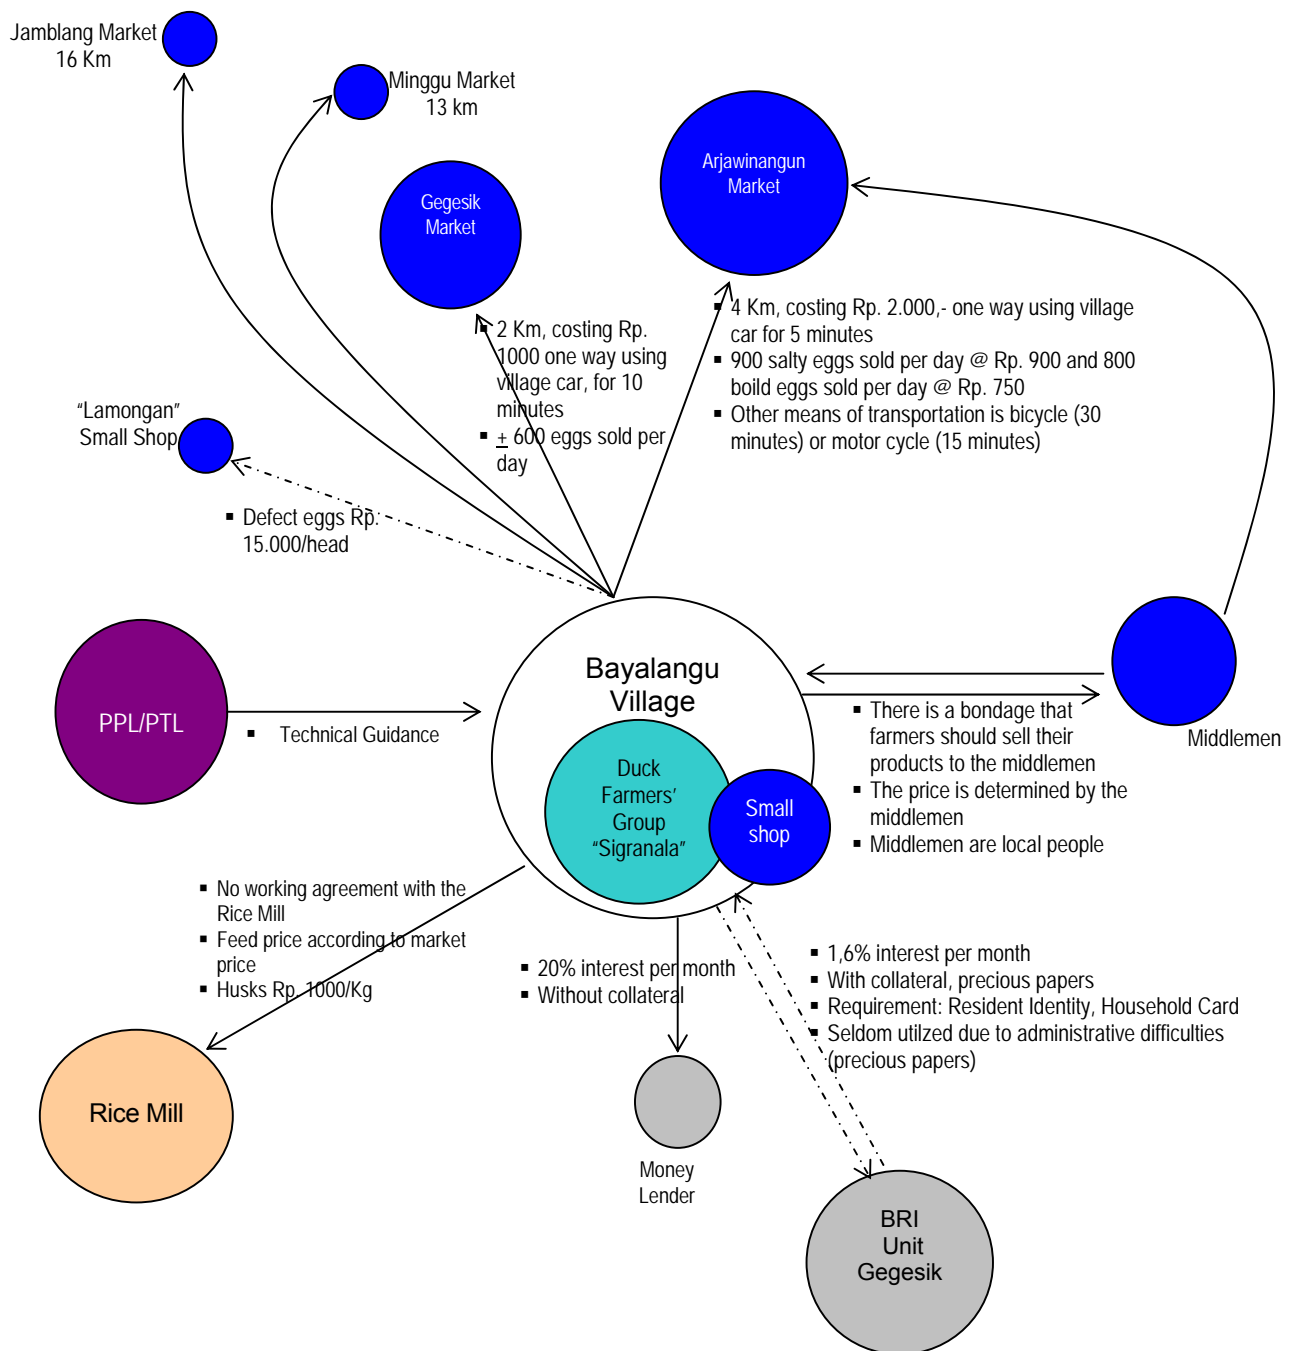 Jamblang Market
16 Km
Minggu Market
13 km
Arjawinangun
Market
Gegesik
Market
▪ 4 Km, costing Rp. 2.000,- one way using village
car for 5 minutes
▪ 900 salty eggs sold per day @ Rp. 900 and 800
boild eggs sold per day @ Rp. 750
▪ Other means of transportation is bicycle (30
minutes) or motor cycle (15 minutes)
▪ 2 Km, costing Rp.
1000 one way using
village car, for 10
minutes
▪ + 600 eggs sold per
day
"Lamongan"
Small Shop
▪ Defect eggs Rp.
15.000/head
Bayalangu
Village
PPL/PTL
▪ Technical Guidance
Duck
Farmers'
Group
"Sigranala"
Small
shop
Middlemen
▪ There is a bondage that
farmers should sell their
products to the middlemen
▪ The price is determined by the
middlemen
▪ Middlemen are local people
▪ No working agreement with the
Rice Mill
▪ Feed price according to market
price
▪ Husks Rp. 1000/Kg
▪ 20% interest per month
▪ Without collateral
▪ 1,6% interest per month
▪ With collateral, precious papers
▪ Requirement: Resident Identity, Household Card
▪ Seldom utilzed due to administrative difficulties
(precious papers)
Rice Mill
Money
Lender
BRI
Unit
Gegesik